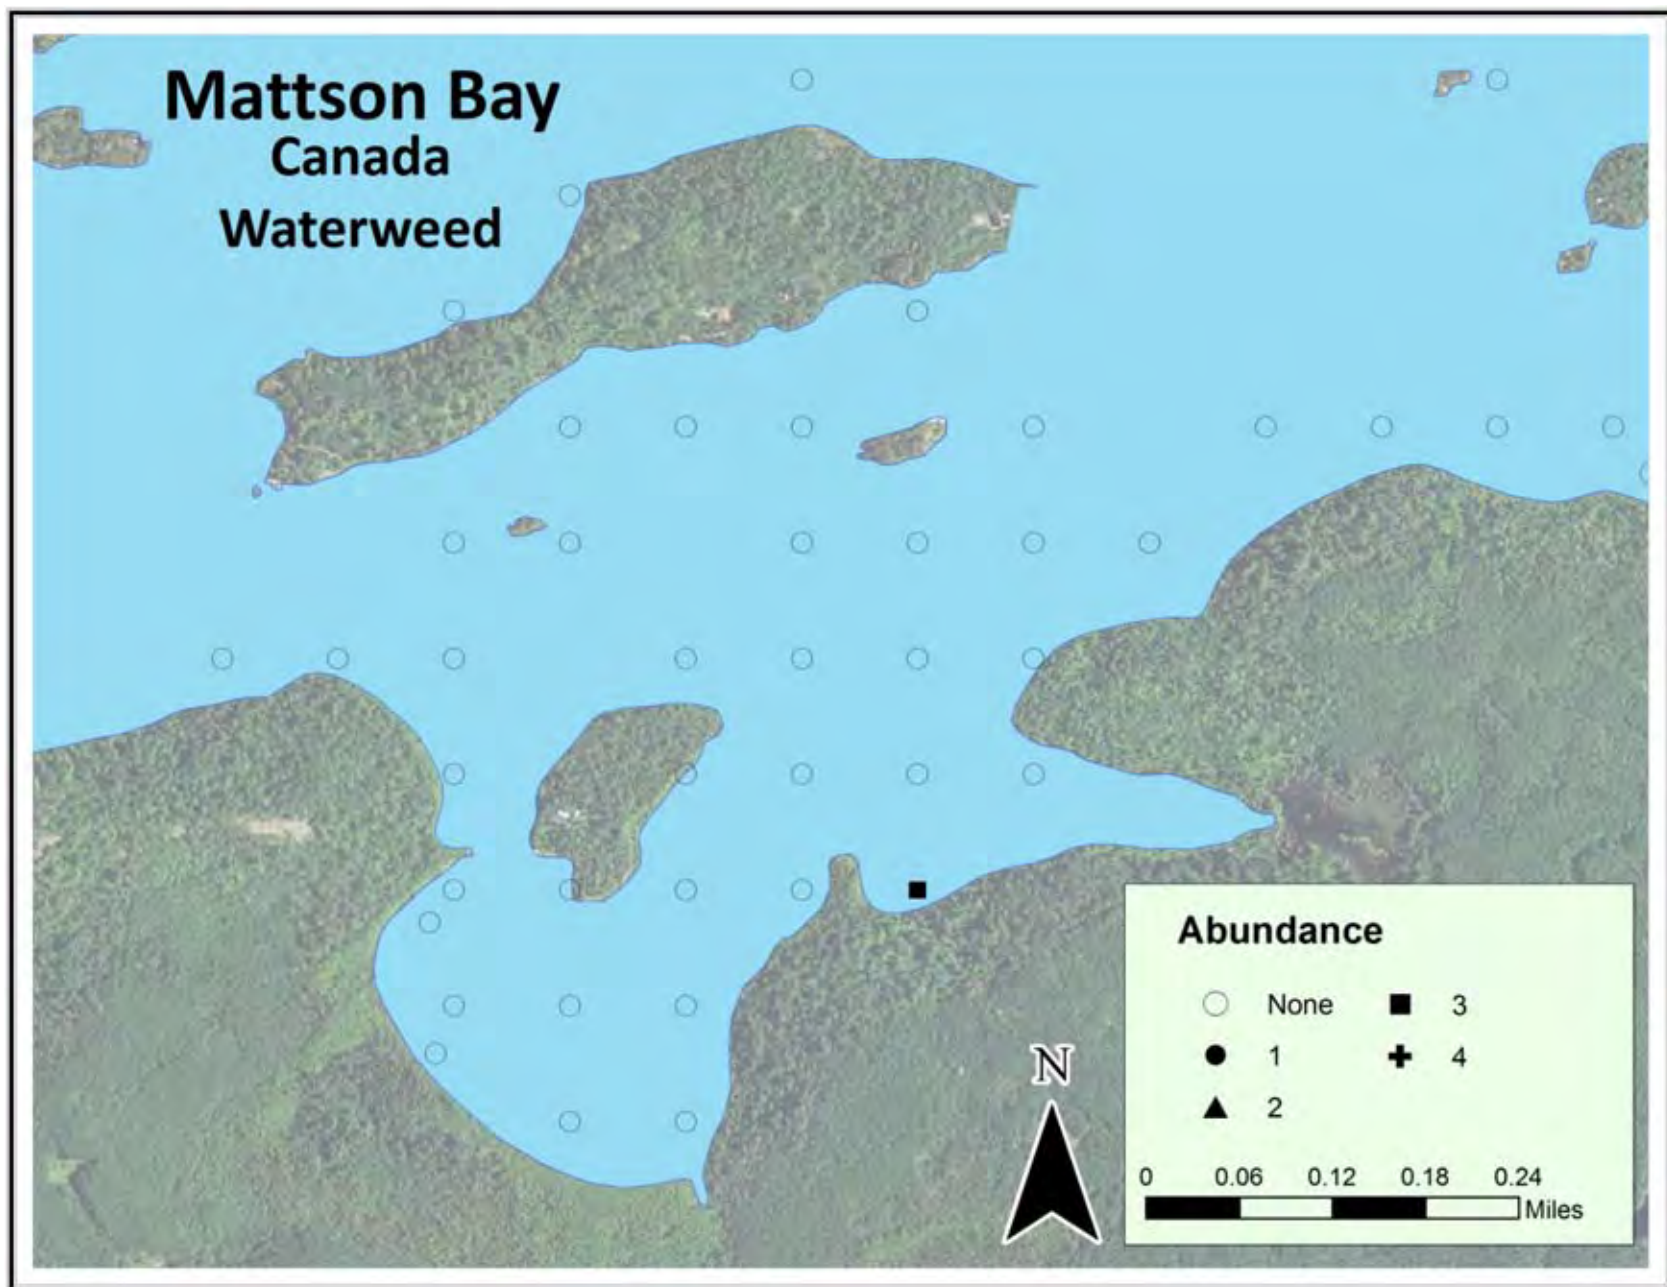 Mattson Bay
Canada
Waterweed
Abundance
None 3
1 4
2
N
0 0.06 0.12 0.18 0.24
Miles